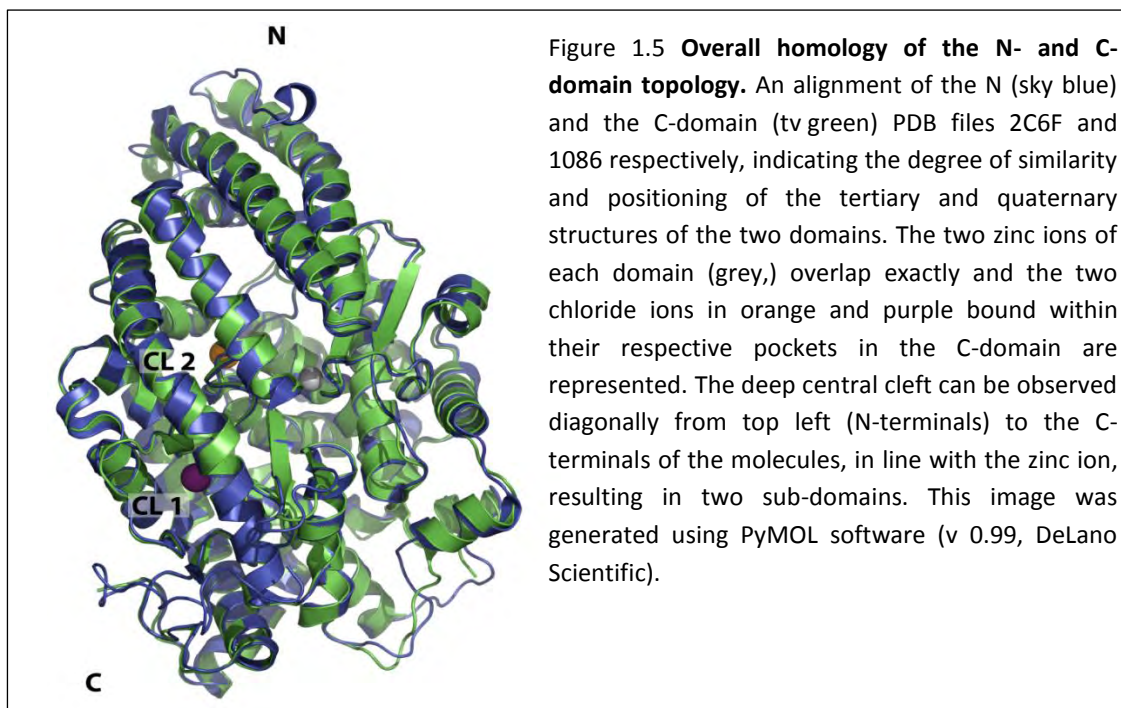 N
CL 2
CL 1
C
Figure 1.5 Overall homology of the N- and C-
domain topology. An alignment of the N (sky blue)
and the C-domain (tv green) PDB files 2C6F and
1086 respectively, indicating the degree of similarity
and positioning of the tertiary and quaternary
structures of the two domains. The two zinc ions of
each domain (grey,) overlap exactly and the two
chloride ions in orange and purple bound within
their respective pockets in the C-domain are
represented. The deep central cleft can be observed
diagonally from top left (N-terminals) to the C-
terminals of the molecules, in line with the zinc ion,
resulting in two sub-domains. This image was
generated using PyMOL software (v 0.99, DeLano
Scientific).